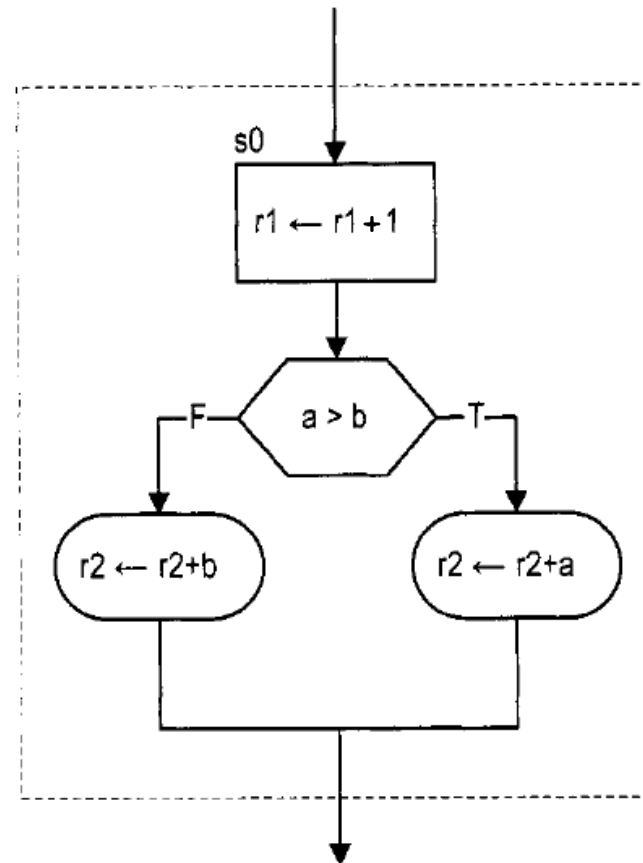 s0
r1 ← r1 + 1
a > b
F
T
r2 ← r2+b
r2 ← r2+a